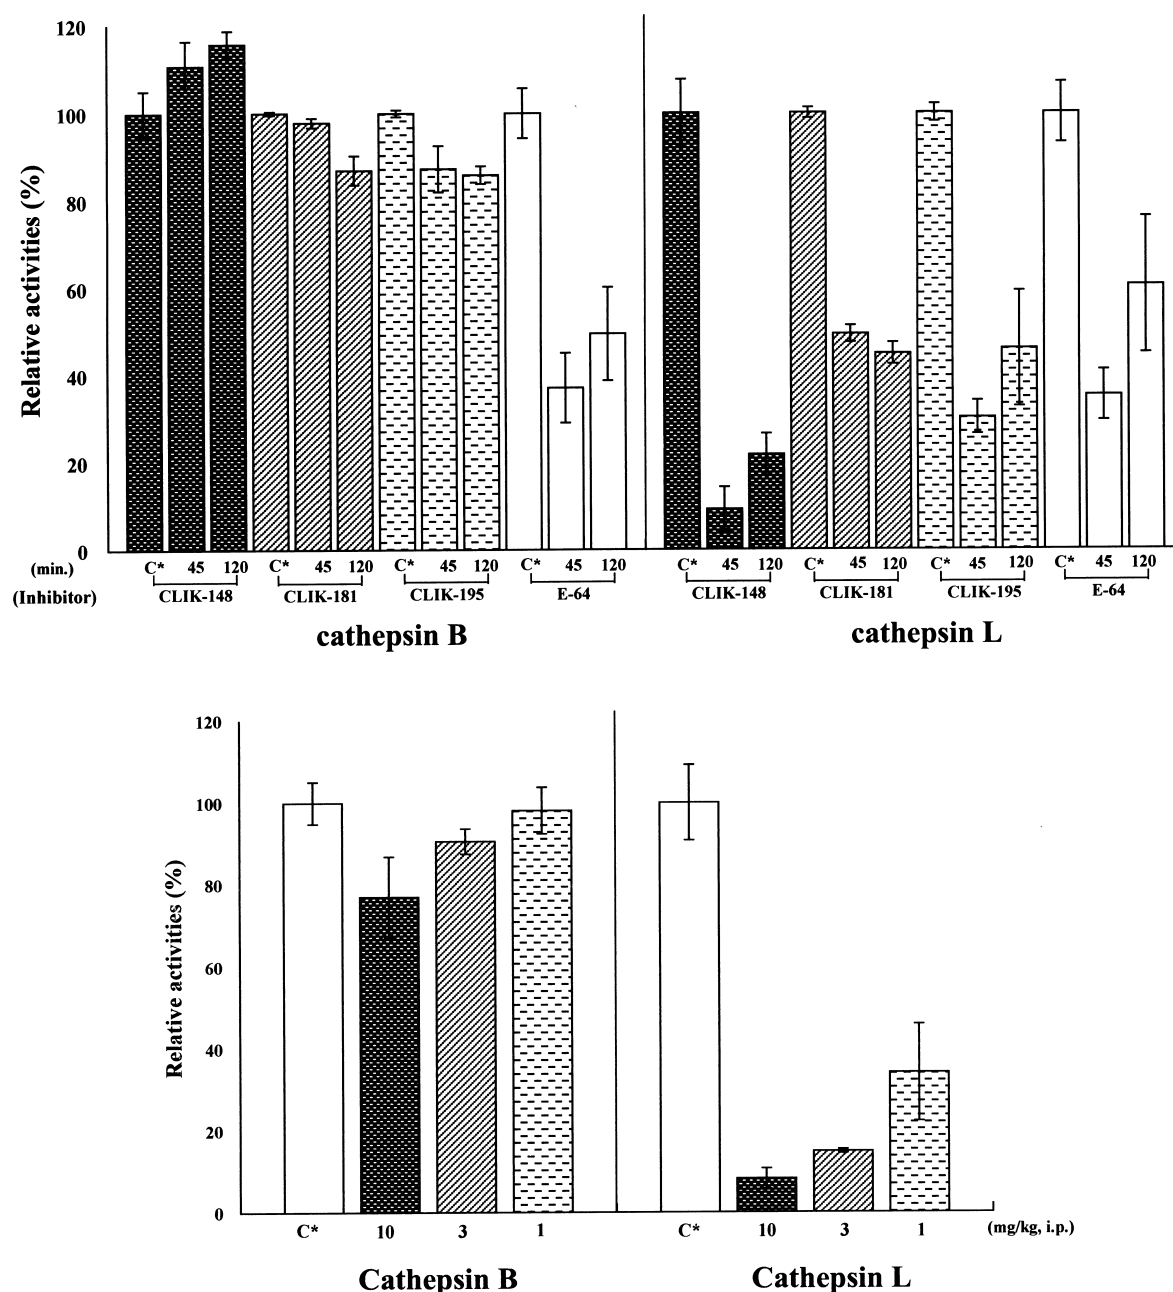 120
100
80
60
40
20
0
Relative activities (%)
(min.) C* 45 120 C* 45 120 C* 45 120 C* 45 120 C* 45 120 C* 45 120 C* 45 120 C* 45 120
(Inhibitor) CLIK-148 CLIK-181 CLIK-195 E-64 CLIK-148 CLIK-181 CLIK-195 E-64
cathepsin B cathepsin L
120
100
80
60
40
20
0
Relative activities (%)
C* 10 3 1 C* 10 3 1 (mg/kg, i.p.)
Cathepsin B Cathepsin L